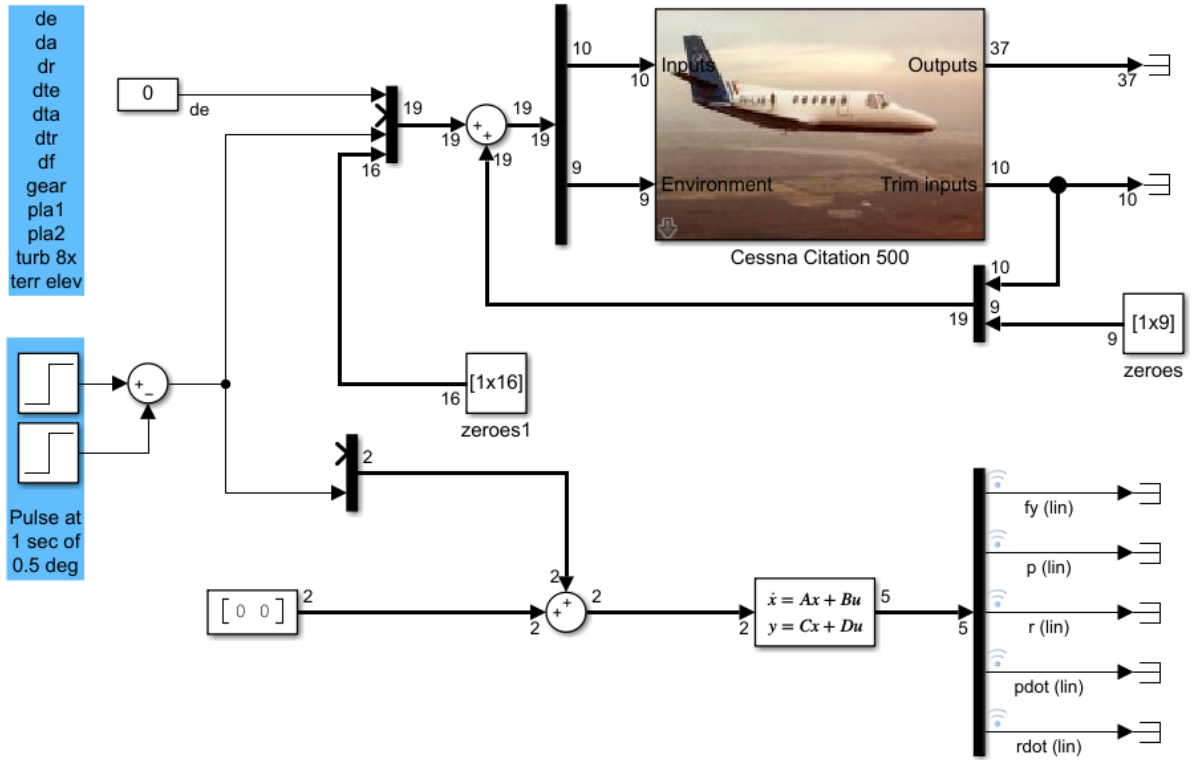 de
da
dr
dte
dta
dtr
df
gear
pla1
pla2
turb 8x
terr elev
0
de
16
19
19
+
+
19
19
19
10
10
Inputs
Outputs
37
37
9
9
Environment
Trim inputs
10
10
Cessna Citation 500
10
9
19
[1x9]
9
zeroes
+
−
[1x16]
16
zeroes1
Pulse at
1 sec of
0.5 deg
2
[ 0 0 ]
2
2
2
+
+
2
2
ẋ = Ax + Bu
y = Cx + Du
5
5
fy (lin)
p (lin)
r (lin)
pdot (lin)
rdot (lin)